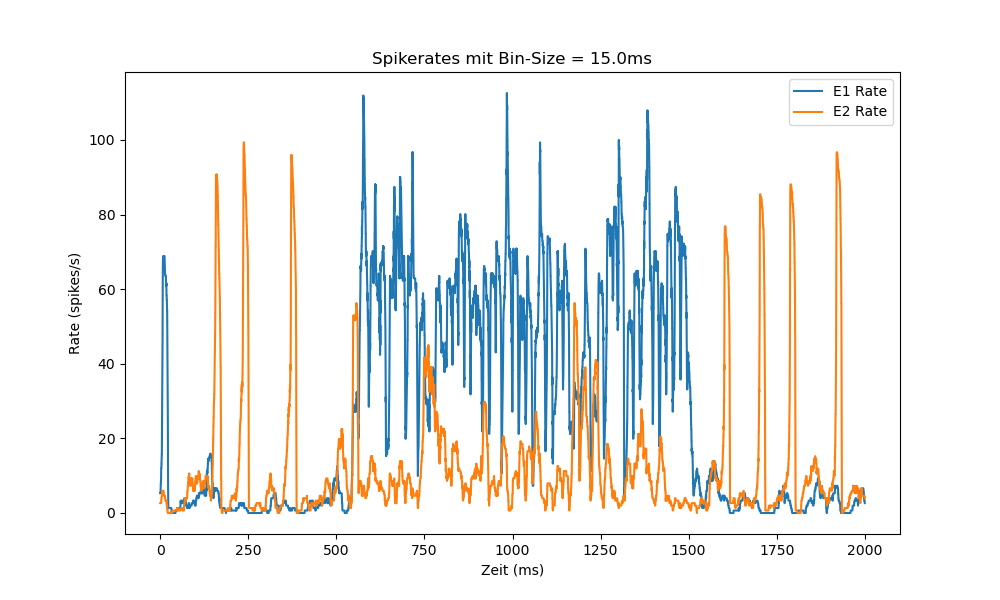 Spikerates mit Bin-Size = 15.0ms
E1 Rate
E2 Rate
Rate (spikes/s)
100
80
60
40
20
0
0 250 500 750 1000 1250 1500 1750 2000
Zeit (ms)